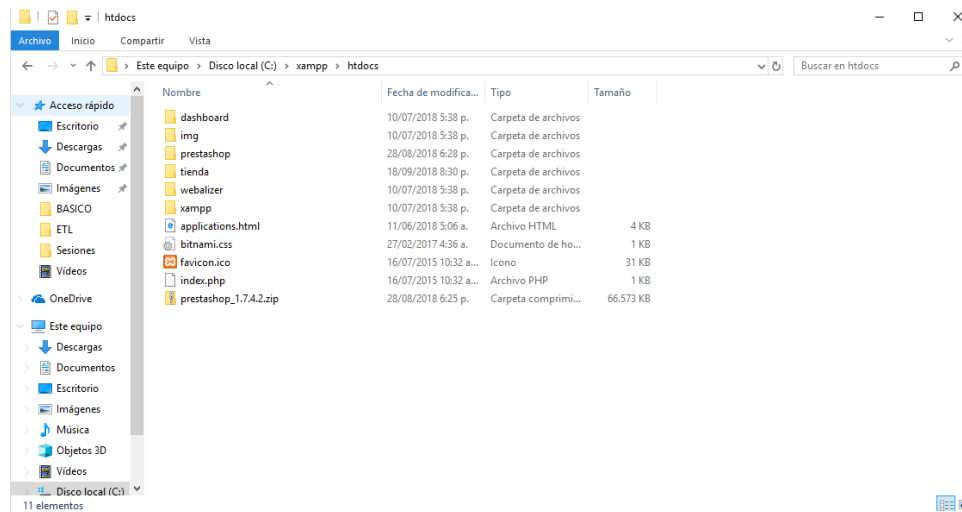 htdocs
Archivo Inicio Compartir Vista
Este equipo > Disco local (C:) > xampp > htdocs
Buscar en htdocs
Acceso rápido
Escritorio
Descargas
Documentos
Imágenes
BASICO
ETL
Sesiones
Vídeos
OneDrive
Este equipo
Descargas
Documentos
Escritorio
Imágenes
Música
Objetos 3D
Vídeos
Disco local (C:)
Nombre Fecha de modifica... Tipo Tamaño
dashboard 10/07/2018 5:38 p. Carpeta de archivos
img 10/07/2018 5:38 p. Carpeta de archivos
prestashop 28/08/2018 6:28 p. Carpeta de archivos
tienda 18/09/2018 8:30 p. Carpeta de archivos
webalizer 10/07/2018 5:38 p. Carpeta de archivos
xampp 10/07/2018 5:38 p. Carpeta de archivos
applications.html 11/06/2018 5:06 a. Archivo HTML 4 KB
bitnami.css 27/02/2017 4:36 a. Documento de ho... 1 KB
favicon.ico 16/07/2015 10:32 a... Icono 31 KB
index.php 16/07/2015 10:32 a... Archivo PHP 1 KB
prestashop_1.7.4.2.zip 28/08/2018 6:25 p. Carpeta comprimi... 66.573 KB
11 elementos